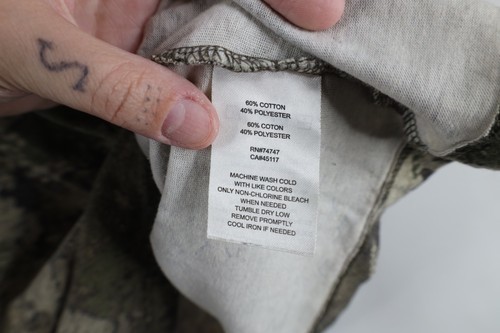 60% COTTON
40% POLYESTER
60% COTTON
40% POLYESTER
RN#74747
CA#45117
MACHINE WASH COLD
WITH LIKE COLORS
ONLY NON-CHLORINE BLEACH
WHEN NEEDED
TUMBLE DRY LOW
REMOVE PROMPTLY
COOL IRON IF NEEDED